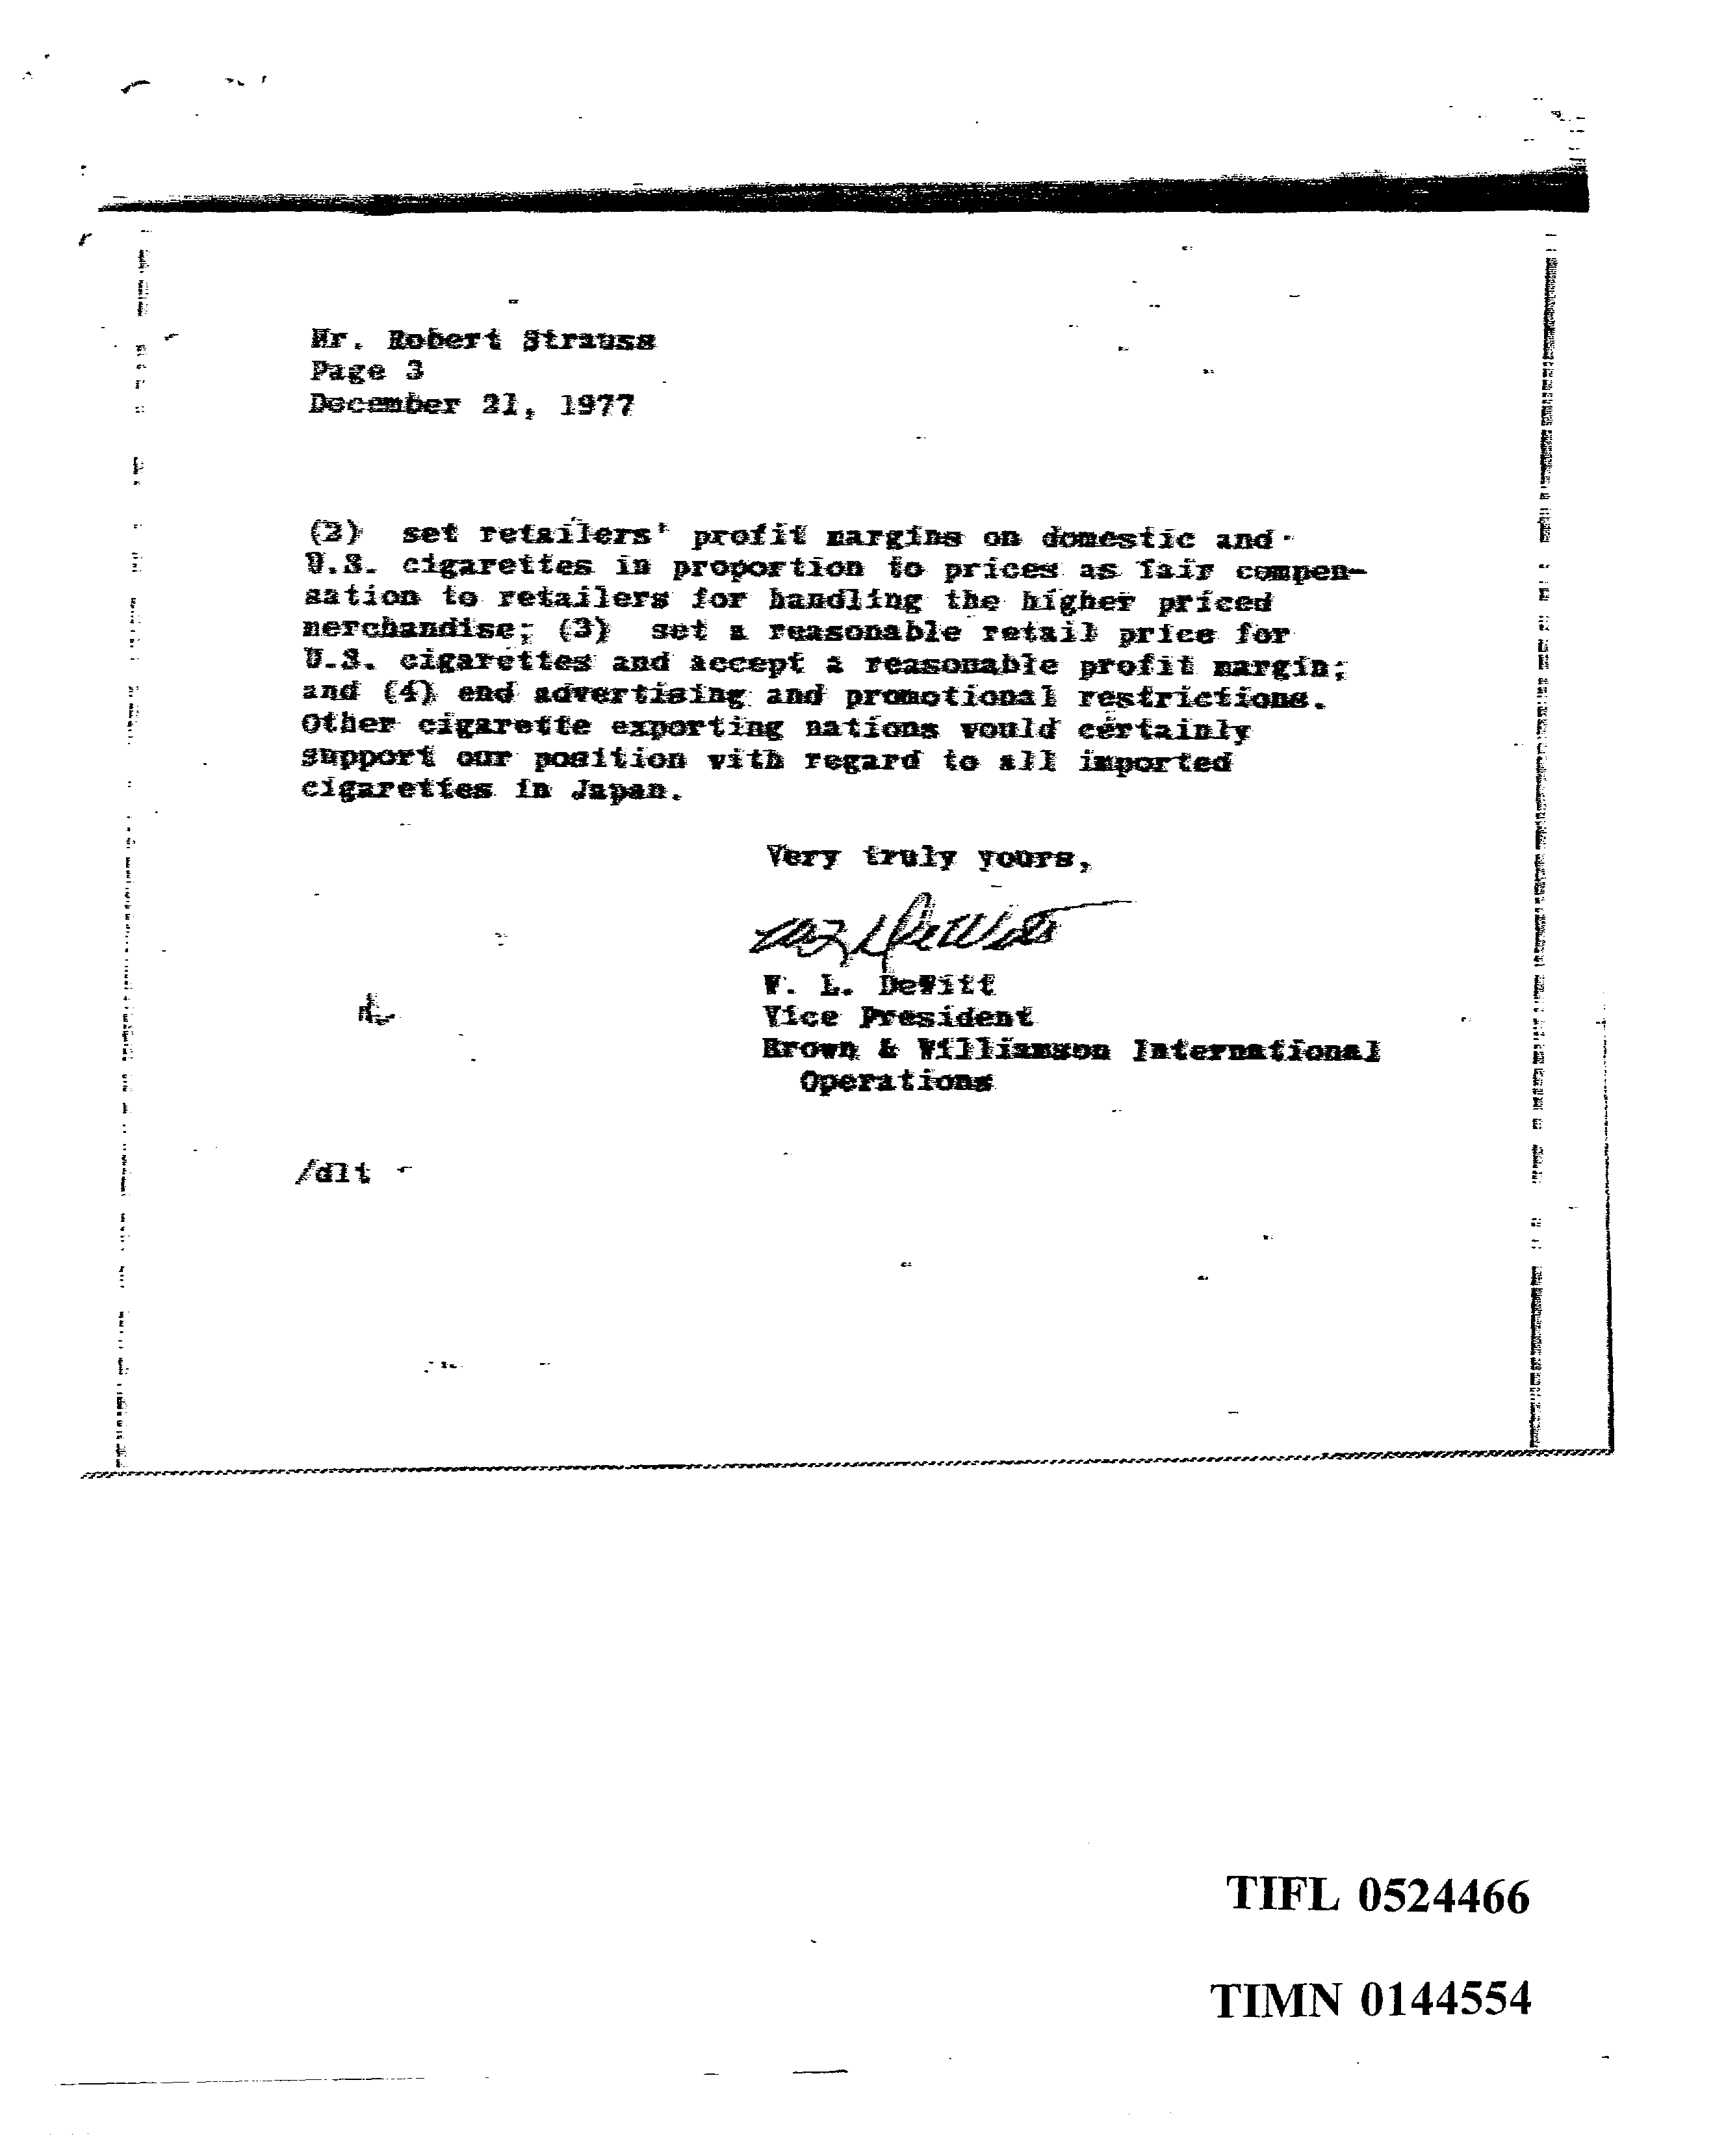 Mr. Robert Strauss
Page 3
December 21, 1977
(2) set retailers' profit margins on domestic and
U.S. cigarettes in proportion to prices as fair compen-
sation to retailers for handling the higher priced
merchandise; (3) set a reasonable retail price for
U.S. cigarettes and accept a reasonable profit margin;
and (4) end advertising and promotional restrictions.
Other cigarette exporting nations would certainly
support our position with regard to all imported
cigarettes in Japan.
Very truly yours,
W. L. DeWitt
W. L. DeWitt
Vice President
Brown & Williamson International
Operations
/dlt
TIFL 0524466
TIMN 0144554